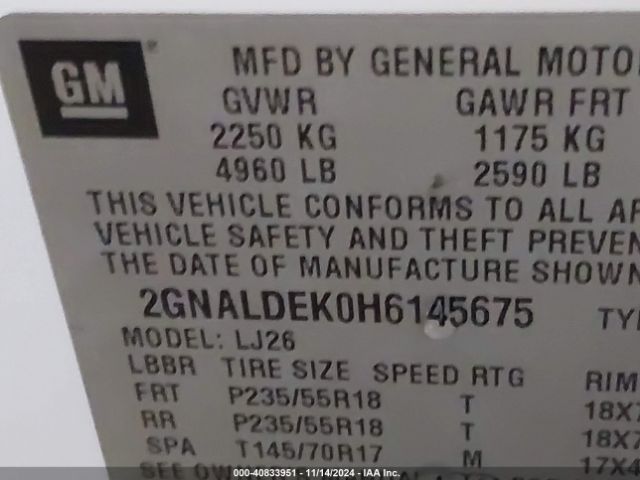 GM
MFD BY GENERAL MOTO
GVWR GAWR FRT
2250 KG 1175 KG
4960 LB 2590 LB
THIS VEHICLE CONFORMS TO ALL AP
VEHICLE SAFETY AND THEFT PREVEN
THE DATE OF MANUFACTURE SHOWN
2GNALDEK0H6145675 TYP
MODEL: LJ26
LBBR TIRE SIZE SPEED RTG RIM
FRT P235/55R18 T 18X7
RR P235/55R18 T 18X7
SPA T145/70R17 M 17X4
SEE OW
000-40833951 - 11/14/2024 - IAA Inc.